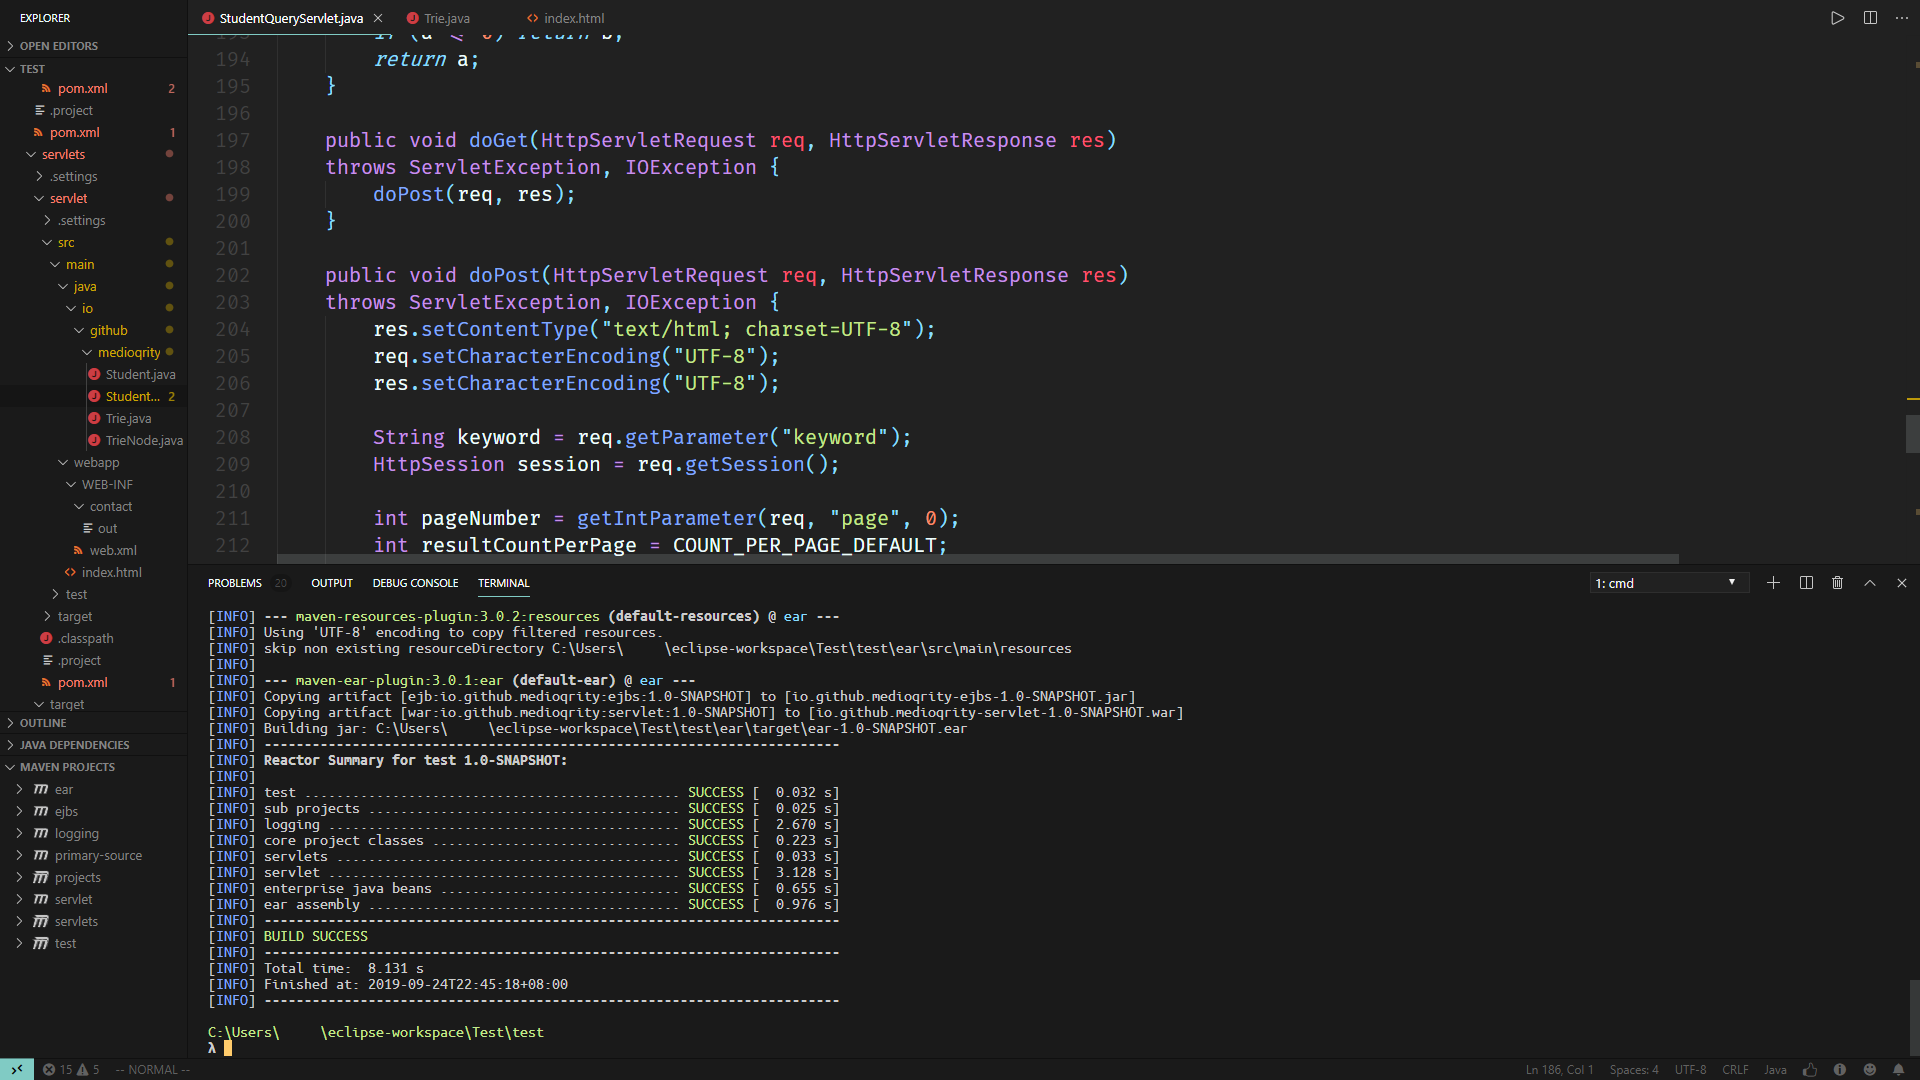 EXPLORER
OPEN EDITORS
TEST
pom.xml 2
.project
pom.xml 1
servlets
.settings
servlet
.settings
src
main
java
io
github
medioqrity
Student.java
Student... 2
Trie.java
TrieNode.java
webapp
WEB-INF
contact
out
web.xml
index.html
test
target
.classpath
.project
pom.xml 1
target
OUTLINE
JAVA DEPENDENCIES
MAVEN PROJECTS
ear
ejbs
logging
primary-source
projects
servlet
servlets
test
StudentQueryServlet.java
Trie.java
index.html
194 return a;
195 }
196
197 public void doGet(HttpServletRequest req, HttpServletResponse res)
198 throws ServletException, IOException {
199 doPost(req, res);
200 }
201
202 public void doPost(HttpServletRequest req, HttpServletResponse res)
203 throws ServletException, IOException {
204 res.setContentType("text/html; charset=UTF-8");
205 req.setCharacterEncoding("UTF-8");
206 res.setCharacterEncoding("UTF-8");
207
208 String keyword = req.getParameter("keyword");
209 HttpSession session = req.getSession();
210
211 int pageNumber = getIntParameter(req, "page", 0);
212 int resultCountPerPage = COUNT_PER_PAGE_DEFAULT;
PROBLEMS 20 OUTPUT DEBUG CONSOLE TERMINAL 1: cmd
[INFO] --- maven-resources-plugin:3.0.2:resources (default-resources) @ ear ---
[INFO] Using 'UTF-8' encoding to copy filtered resources.
[INFO] skip non existing resourceDirectory C:\Users\ \eclipse-workspace\Test\test\ear\src\main\resources
[INFO]
[INFO] --- maven-ear-plugin:3.0.1:ear (default-ear) @ ear ---
[INFO] Copying artifact [ejb:io.github.medioqrity:ejbs:1.0-SNAPSHOT] to [io.github.medioqrity-ejbs-1.0-SNAPSHOT.jar]
[INFO] Copying artifact [war:io.github.medioqrity:servlet:1.0-SNAPSHOT] to [io.github.medioqrity-servlet-1.0-SNAPSHOT.war]
[INFO] Building jar: C:\Users\ \eclipse-workspace\Test\test\ear\target\ear-1.0-SNAPSHOT.ear
[INFO] ------------------------------------------------------------------------
[INFO] Reactor Summary for test 1.0-SNAPSHOT:
[INFO]
[INFO] test ............................................... SUCCESS [  0.032 s]
[INFO] sub projects ....................................... SUCCESS [  0.025 s]
[INFO] logging ............................................ SUCCESS [  2.670 s]
[INFO] core project classes ............................... SUCCESS [  0.223 s]
[INFO] servlets ........................................... SUCCESS [  0.033 s]
[INFO] servlet ............................................ SUCCESS [  3.128 s]
[INFO] enterprise java beans .............................. SUCCESS [  0.655 s]
[INFO] ear assembly ....................................... SUCCESS [  0.976 s]
[INFO] ------------------------------------------------------------------------
[INFO] BUILD SUCCESS
[INFO] ------------------------------------------------------------------------
[INFO] Total time:  8.131 s
[INFO] Finished at: 2019-09-24T22:45:18+08:00
[INFO] ------------------------------------------------------------------------
C:\Users\ \eclipse-workspace\Test\test
λ
15 5 -- NORMAL -- Ln 186, Col 1 Spaces: 4 UTF-8 CRLF Java